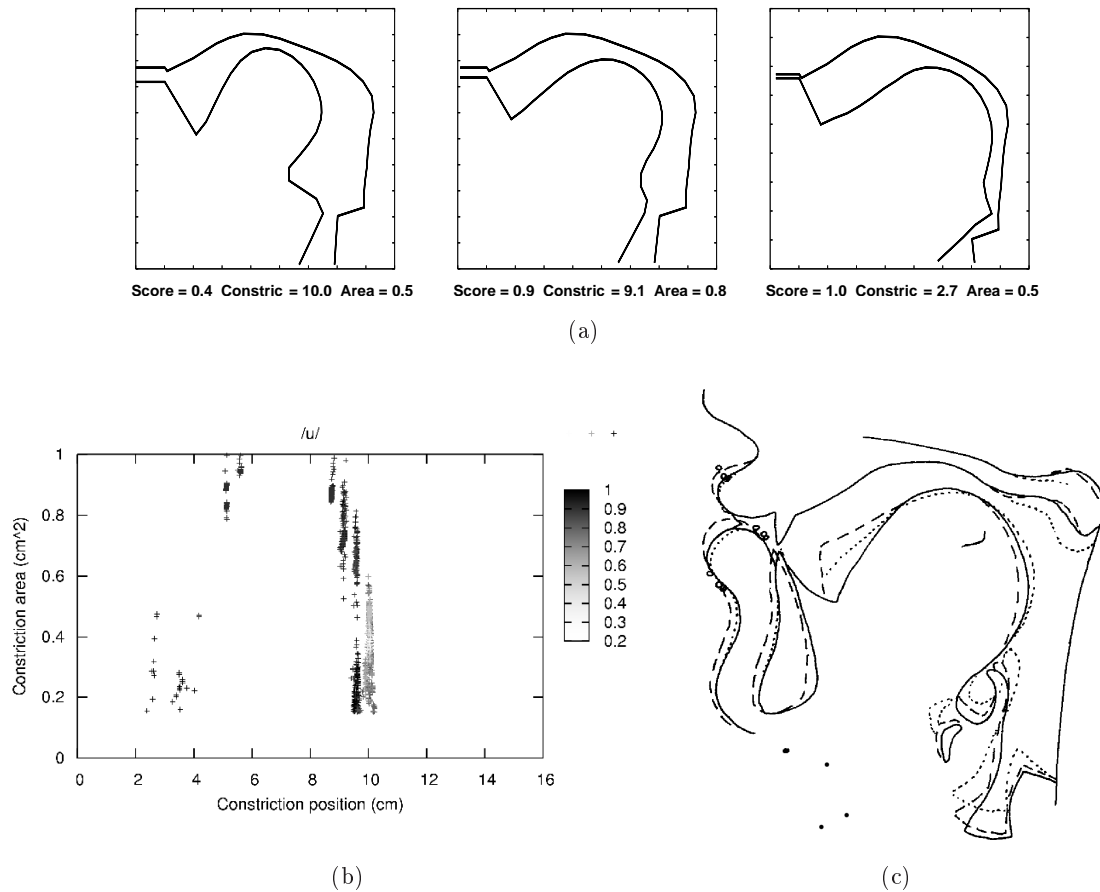 Score = 0.4 Constric = 10.0 Area = 0.5
Score = 0.9 Constric = 9.1 Area = 0.8
Score = 1.0 Constric = 2.7 Area = 0.5
(a)
/u/
Constriction area (cm^2)
1
0.8
0.6
0.4
0.2
0
0 2 4 6 8 10 12 14 16
Constriction position (cm)
1
0.9
0.8
0.7
0.6
0.5
0.4
0.3
0.2
(b)
(c)